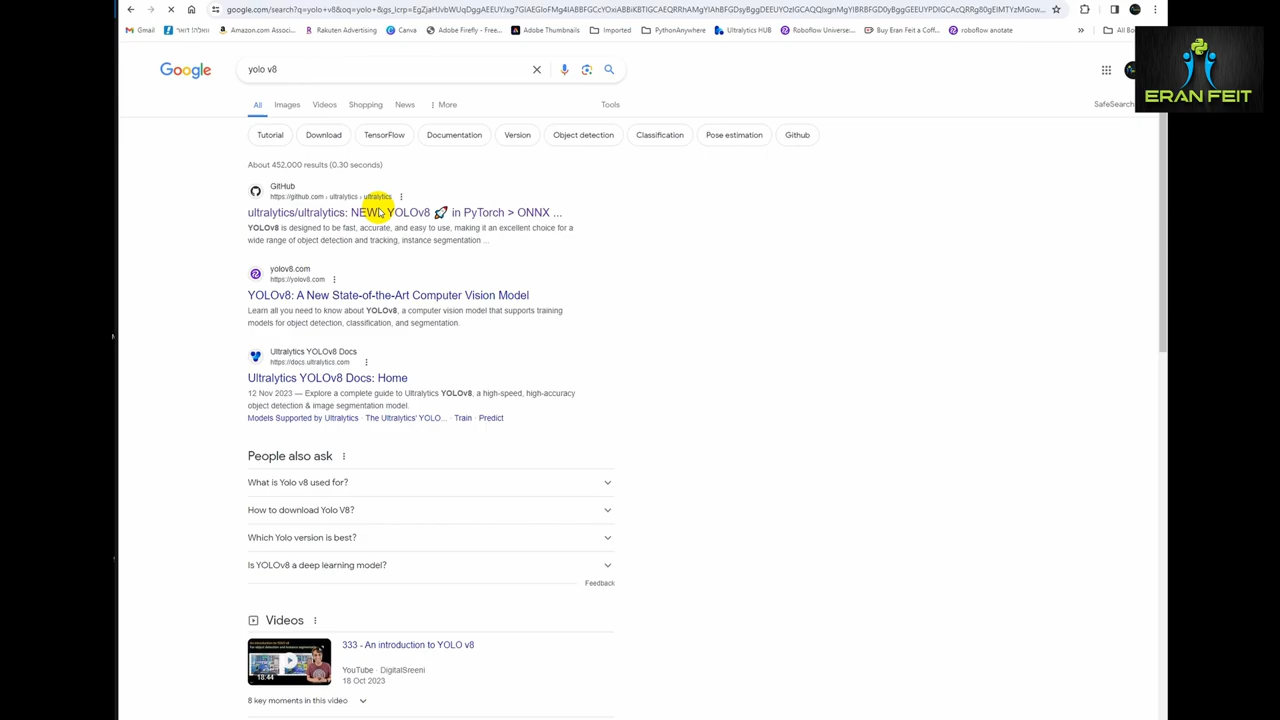 google.com/search?q=yolo+v8&oq=yolo+
Gmail
Amazon.com Associ...
Rakuten Advertising
Canva
Adobe Firefly - Free...
Adobe Thumbnails
Imported
PythonAnywhere
Ultralytics HUB
Roboflow Universe:...
Buy Eran Feit a Coff...
roboflow anotate
»
All Bo
ERAN FEIT
Google
yolo v8
All
Images
Videos
Shopping
News
More
Tools
SafeSearch
Tutorial
Download
TensorFlow
Documentation
Version
Object detection
Classification
Pose estimation
Github
About 452,000 results (0.30 seconds)
GitHub
https://github.com › ultralytics › ultralytics
ultralytics/ultralytics: NEW - YOLOv8 🚀 in PyTorch > ONNX ...
YOLOv8 is designed to be fast, accurate, and easy to use, making it an excellent choice for a
wide range of object detection and tracking, instance segmentation ...
yolov8.com
https://yolov8.com
YOLOv8: A New State-of-the-Art Computer Vision Model
Learn all you need to know about YOLOv8, a computer vision model that supports training
models for object detection, classification, and segmentation.
Ultralytics YOLOv8 Docs
https://docs.ultralytics.com
Ultralytics YOLOv8 Docs: Home
12 Nov 2023 — Explore a complete guide to Ultralytics YOLOv8, a high-speed, high-accuracy
object detection & image segmentation model.
Models Supported by Ultralytics · The Ultralytics' YOLO... · Train · Predict
People also ask
What is Yolo v8 used for?
How to download Yolo V8?
Which Yolo version is best?
Is YOLOv8 a deep learning model?
Feedback
Videos
333 - An introduction to YOLO v8
18:44
YouTube · DigitalSreeni
18 Oct 2023
8 key moments in this video